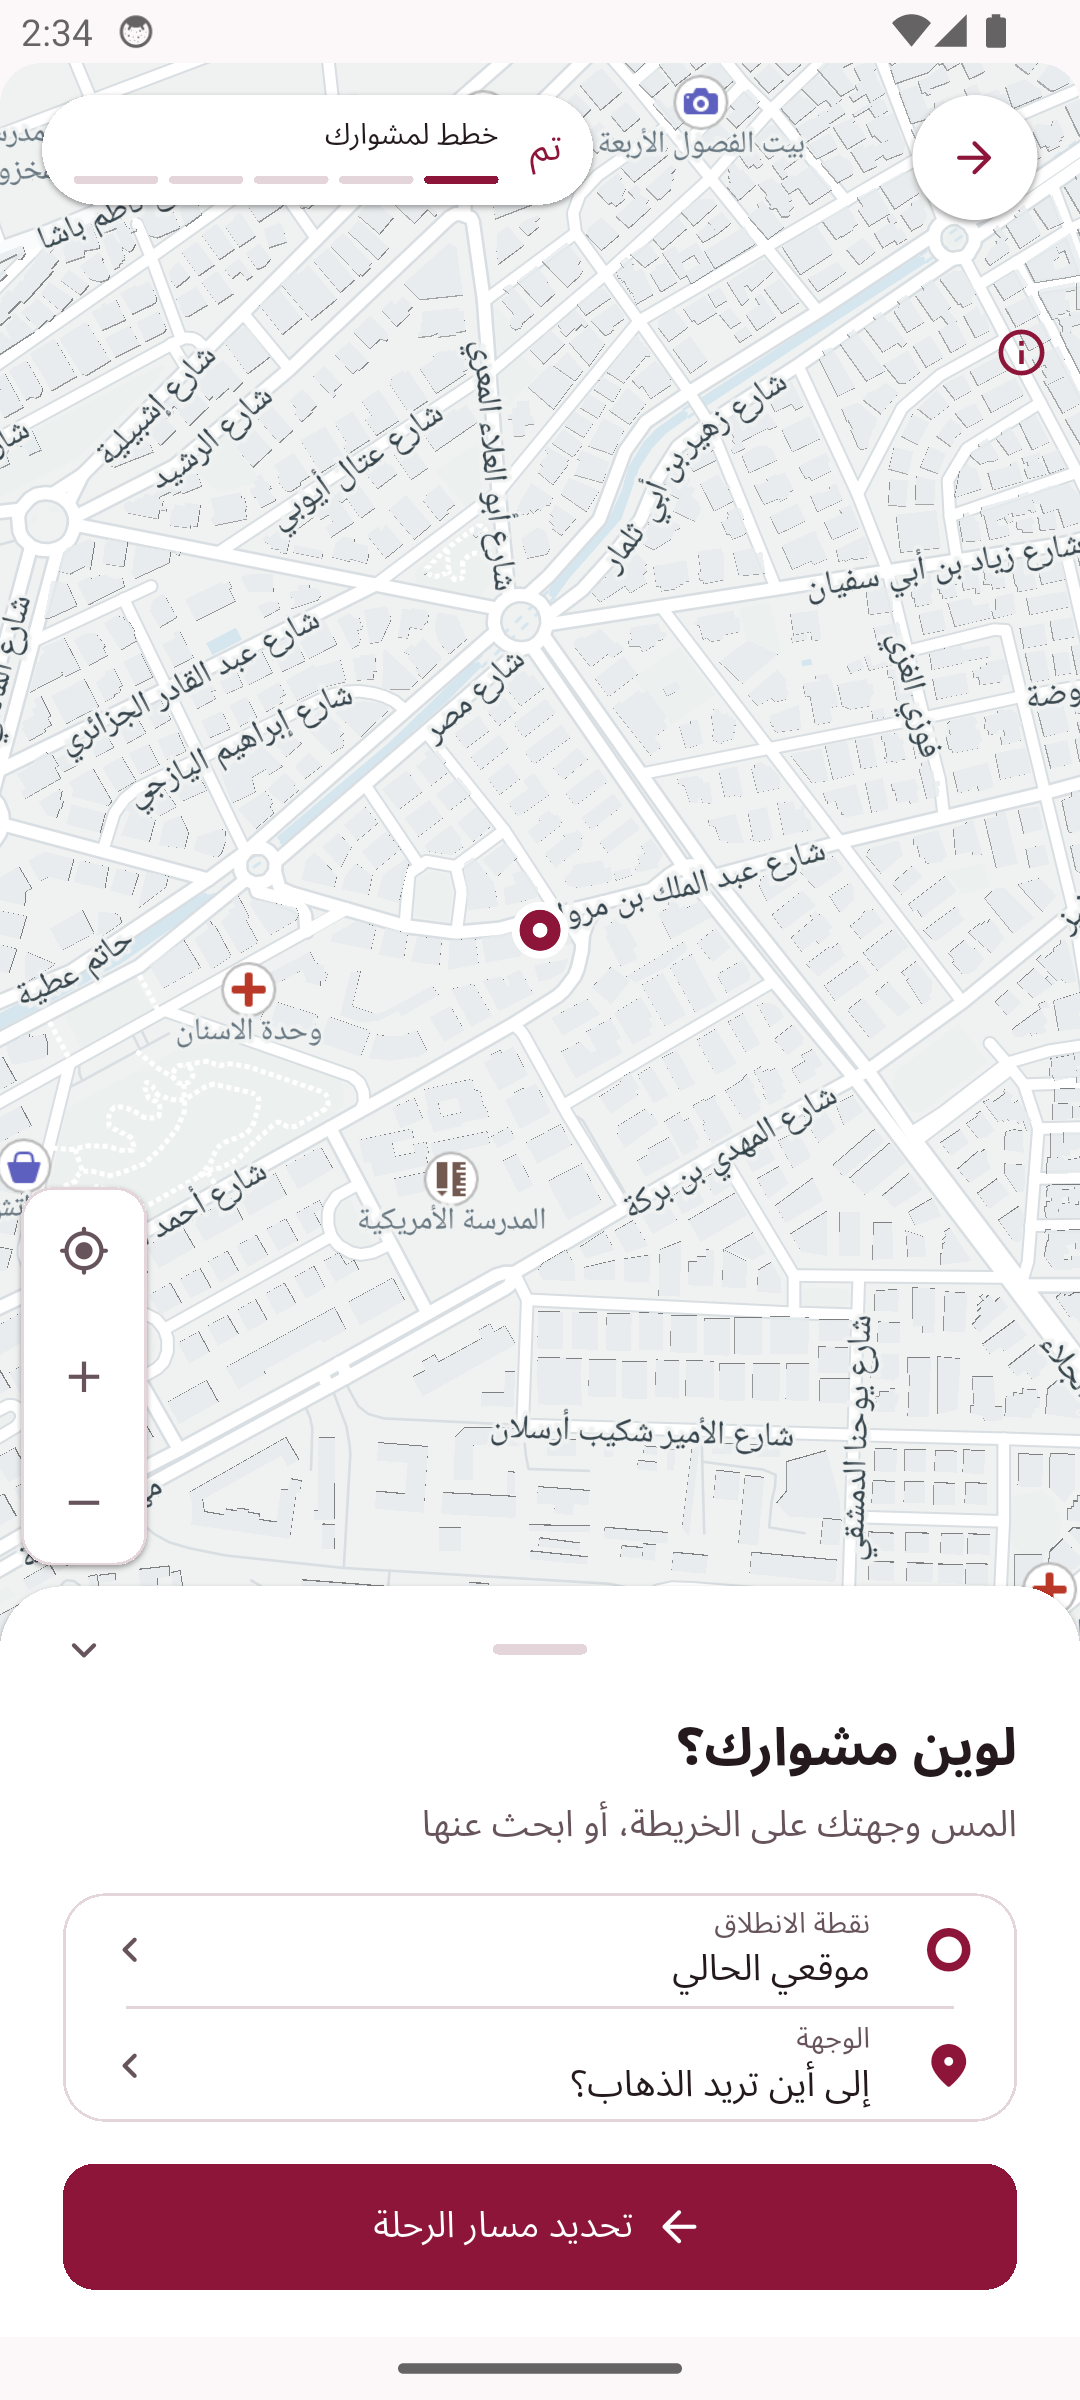 2:34
خطط لمشوارك
تم
بيت الفصول الأربعة
شارع إشبيلية
شارع الرشيد
شارع عتال أيوبي
شارع أبو العلاء المعري
شارع زهير بن أبي ثلمار
شارع زياد بن أبي سفيان
شارع عبد القادر الجزائري
شارع إبراهيم اليازجي
شارع مصر
فوزي الغزي
شارع عبد الملك بن مروا
حاتم عطية
وحدة الاسنان
شارع المهدي بن بركة
شارع أحمد
المدرسة الأمريكية
شارع يوحنا الدمشقي
شارع الأمير شكيب أرسلان
لوين مشوارك؟
المس وجهتك على الخريطة، أو ابحث عنها
نقطة الانطلاق
موقعي الحالي
الوجهة
إلى أين تريد الذهاب؟
تحديد مسار الرحلة